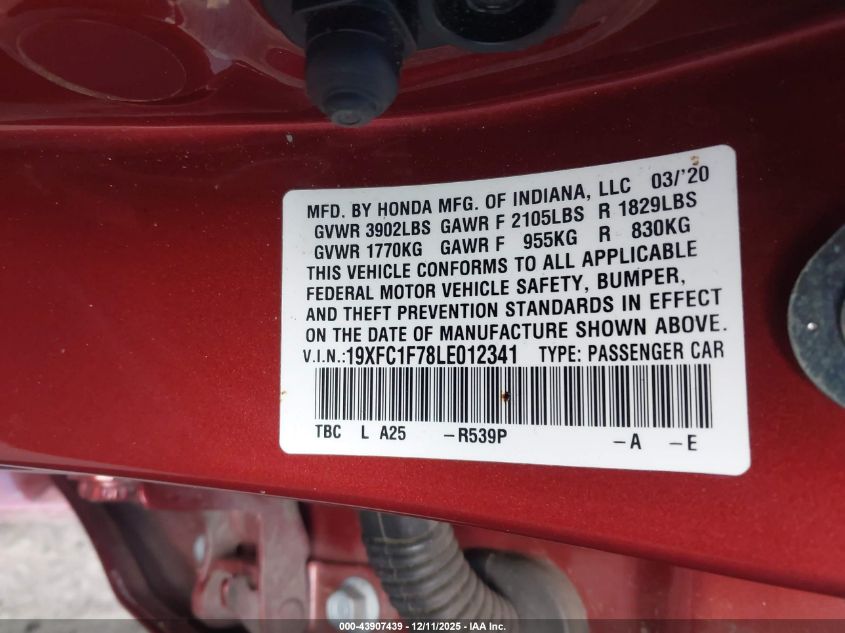 MFD. BY HONDA MFG. OF INDIANA, LLC 03/'20
GVWR 3902LBS GAWR F 2105LBS R 1829LBS
GVWR 1770KG GAWR F 955KG R 830KG
THIS VEHICLE CONFORMS TO ALL APPLICABLE
FEDERAL MOTOR VEHICLE SAFETY, BUMPER,
AND THEFT PREVENTION STANDARDS IN EFFECT
ON THE DATE OF MANUFACTURE SHOWN ABOVE.
V.I.N.:19XFC1F78LE012341 TYPE: PASSENGER CAR
TBC L A25 -R539P -A -E
000-43907439 - 12/11/2025 - IAA Inc.